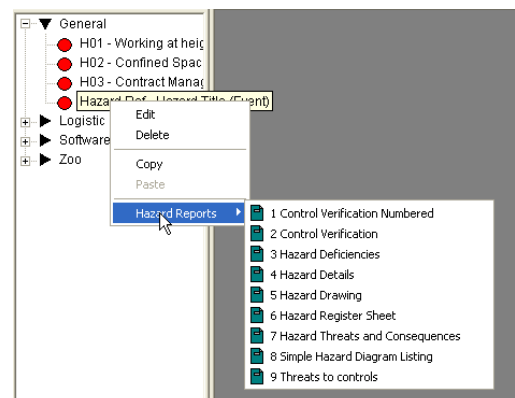 General
H01 - Working at heig
H02 - Confined Spac
H03 - Contract Manag
Hazard Ref - Hazard Title (Event)
Logistic
Software
Zoo
Edit
Delete
Copy
Paste
Hazard Reports
1 Control Verification Numbered
2 Control Verification
3 Hazard Deficiencies
4 Hazard Details
5 Hazard Drawing
6 Hazard Register Sheet
7 Hazard Threats and Consequences
8 Simple Hazard Diagram Listing
9 Threats to controls